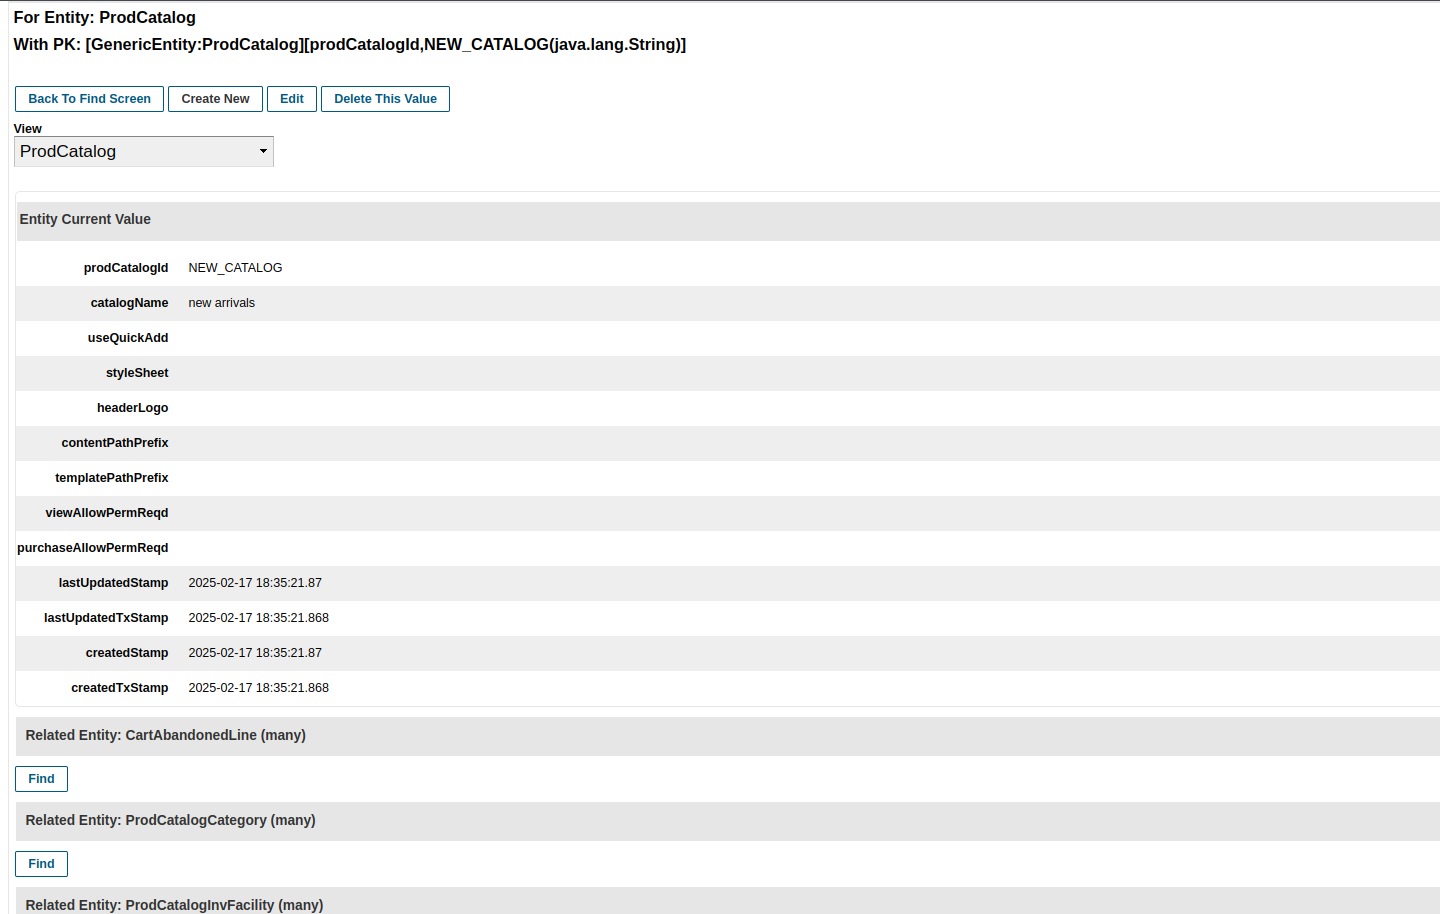 For Entity: ProdCatalog
With PK: [GenericEntity:ProdCatalog][prodCatalogId,NEW_CATALOG(java.lang.String)]
Back To Find Screen Create New Edit Delete This Value
View
ProdCatalog
Entity Current Value
prodCatalogId NEW_CATALOG
catalogName new arrivals
useQuickAdd
styleSheet
headerLogo
contentPathPrefix
templatePathPrefix
viewAllowPermReqd
purchaseAllowPermReqd
lastUpdatedStamp 2025-02-17 18:35:21.87
lastUpdatedTxStamp 2025-02-17 18:35:21.868
createdStamp 2025-02-17 18:35:21.87
createdTxStamp 2025-02-17 18:35:21.868
Related Entity: CartAbandonedLine (many)
Find
Related Entity: ProdCatalogCategory (many)
Find
Related Entity: ProdCatalogInvFacility (many)